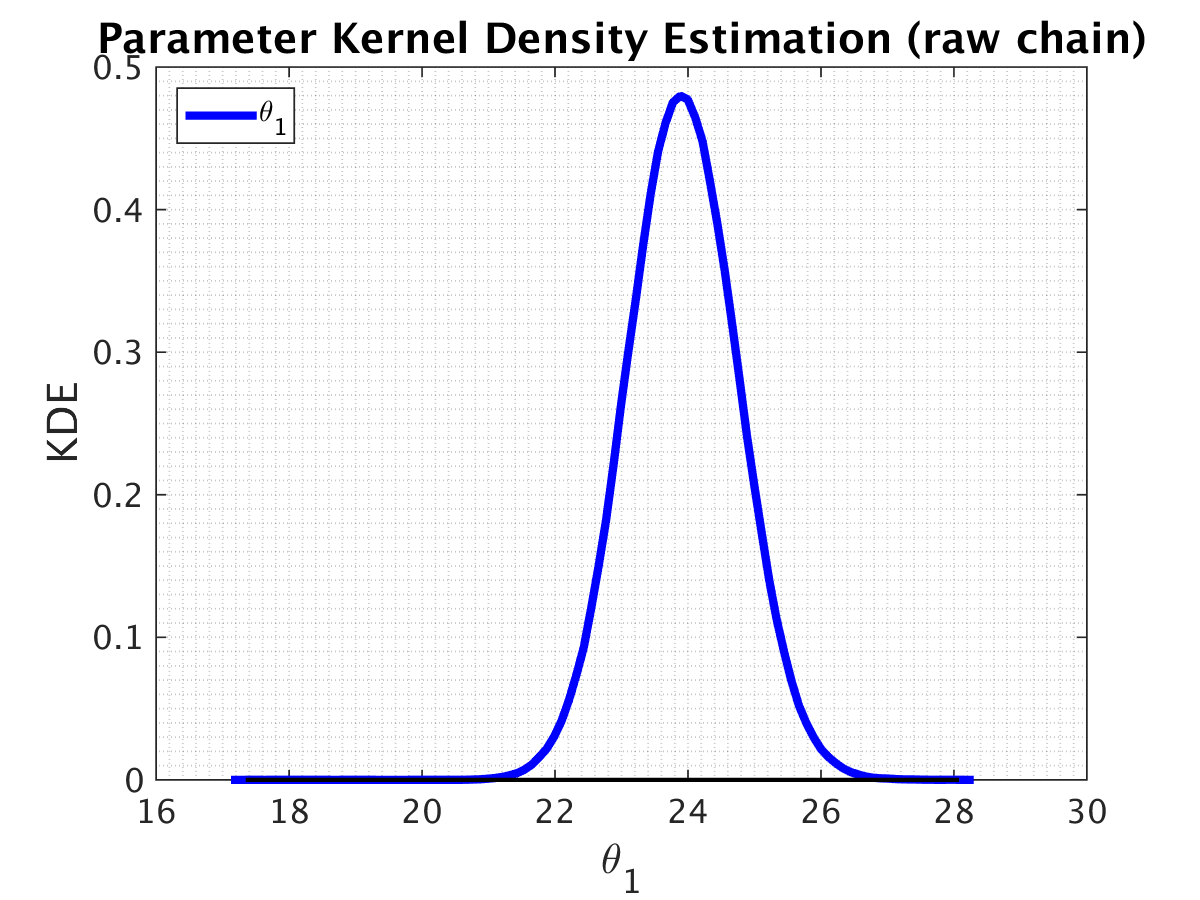 Parameter Kernel Density Estimation (raw chain)
0.5
θ1
0.4
0.3
KDE
0.2
0.1
0
16 18 20 22 24 26 28 30
θ1